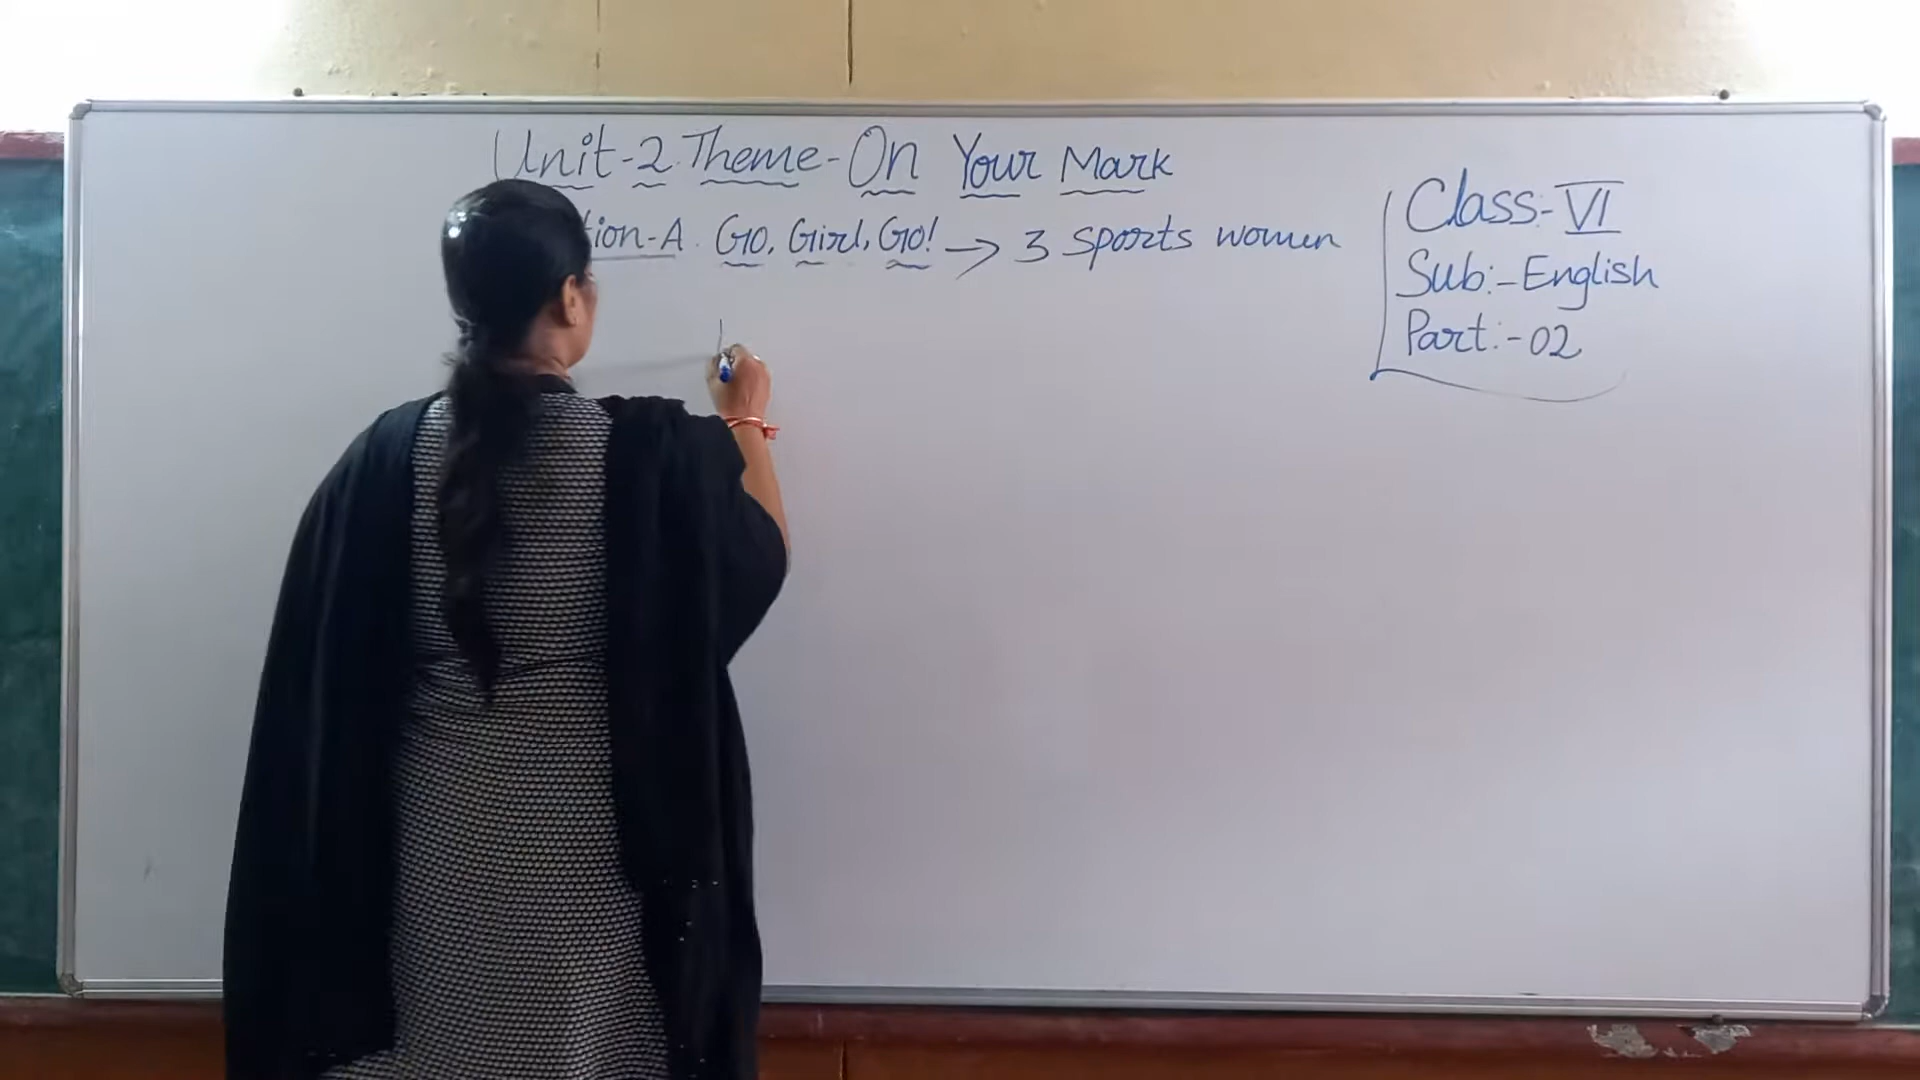 Unit-2 Theme-On Your Mark
tion-A. Go, Girl, Go! → 3 sports women
Class:- VI
Sub:-English
Part:-02